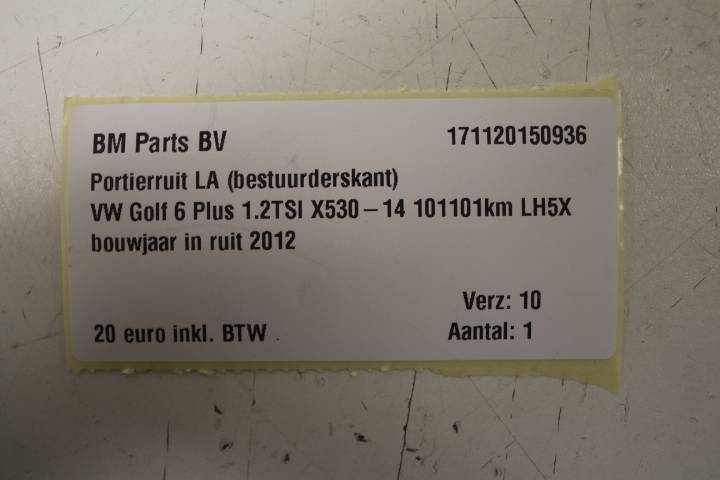 BM Parts BV 171120150936
Portierruit LA (bestuurderskant)
VW Golf 6 Plus 1.2TSI X530 – 14 101101km LH5X
bouwjaar in ruit 2012
Verz: 10
20 euro inkl. BTW Aantal: 1